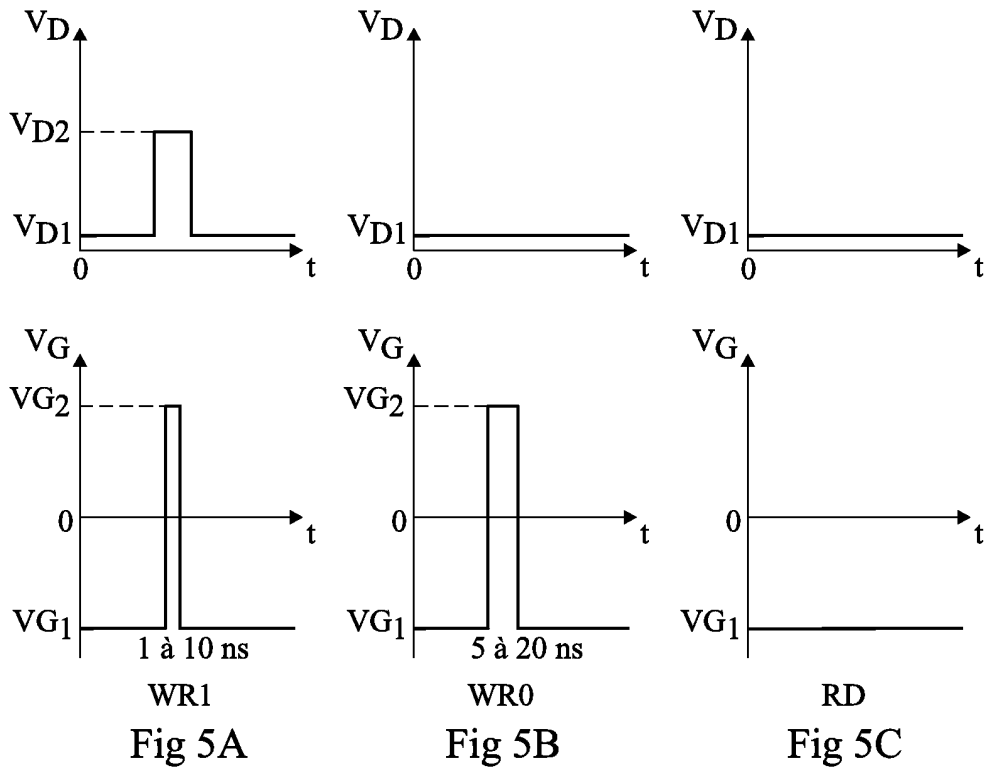 VD VD VD
VD2
VD1 VD1 VD1
0 t 0 t 0 t
VG VG VG
VG2 VG2
0 t 0 t 0 t
VG1 VG1 VG1
1 à 10 ns 5 à 20 ns
WR1 WR0 RD
Fig 5A Fig 5B Fig 5C